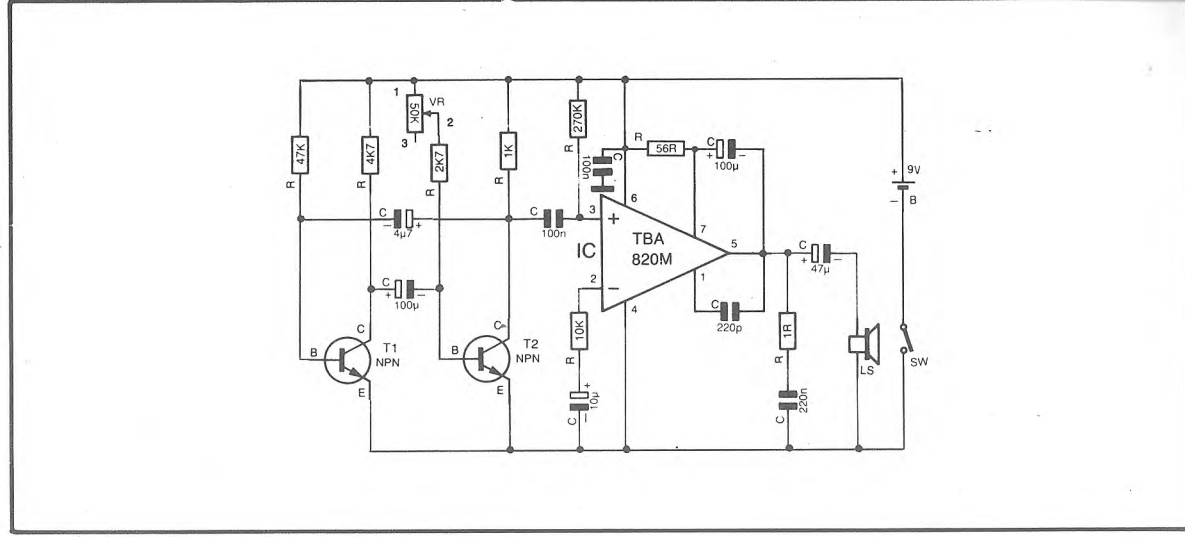 1
50K
VR
2
3
47K
R
4K7
R
2K7
R
1K
R
270K
R
C
100n
R
56R
C
+ −
100µ
+ 9V
− B
C
− +
4µ7
C
100n
3
+
6
7
IC
TBA
820M
5
2
−
1
4
C
+ −
47µ
C
+ −
100µ
C
220p
10K
R
1R
R
C
T1
NPN
B
E
C
T2
NPN
B
E
+
10µ
C −
220n
C
LS
SW